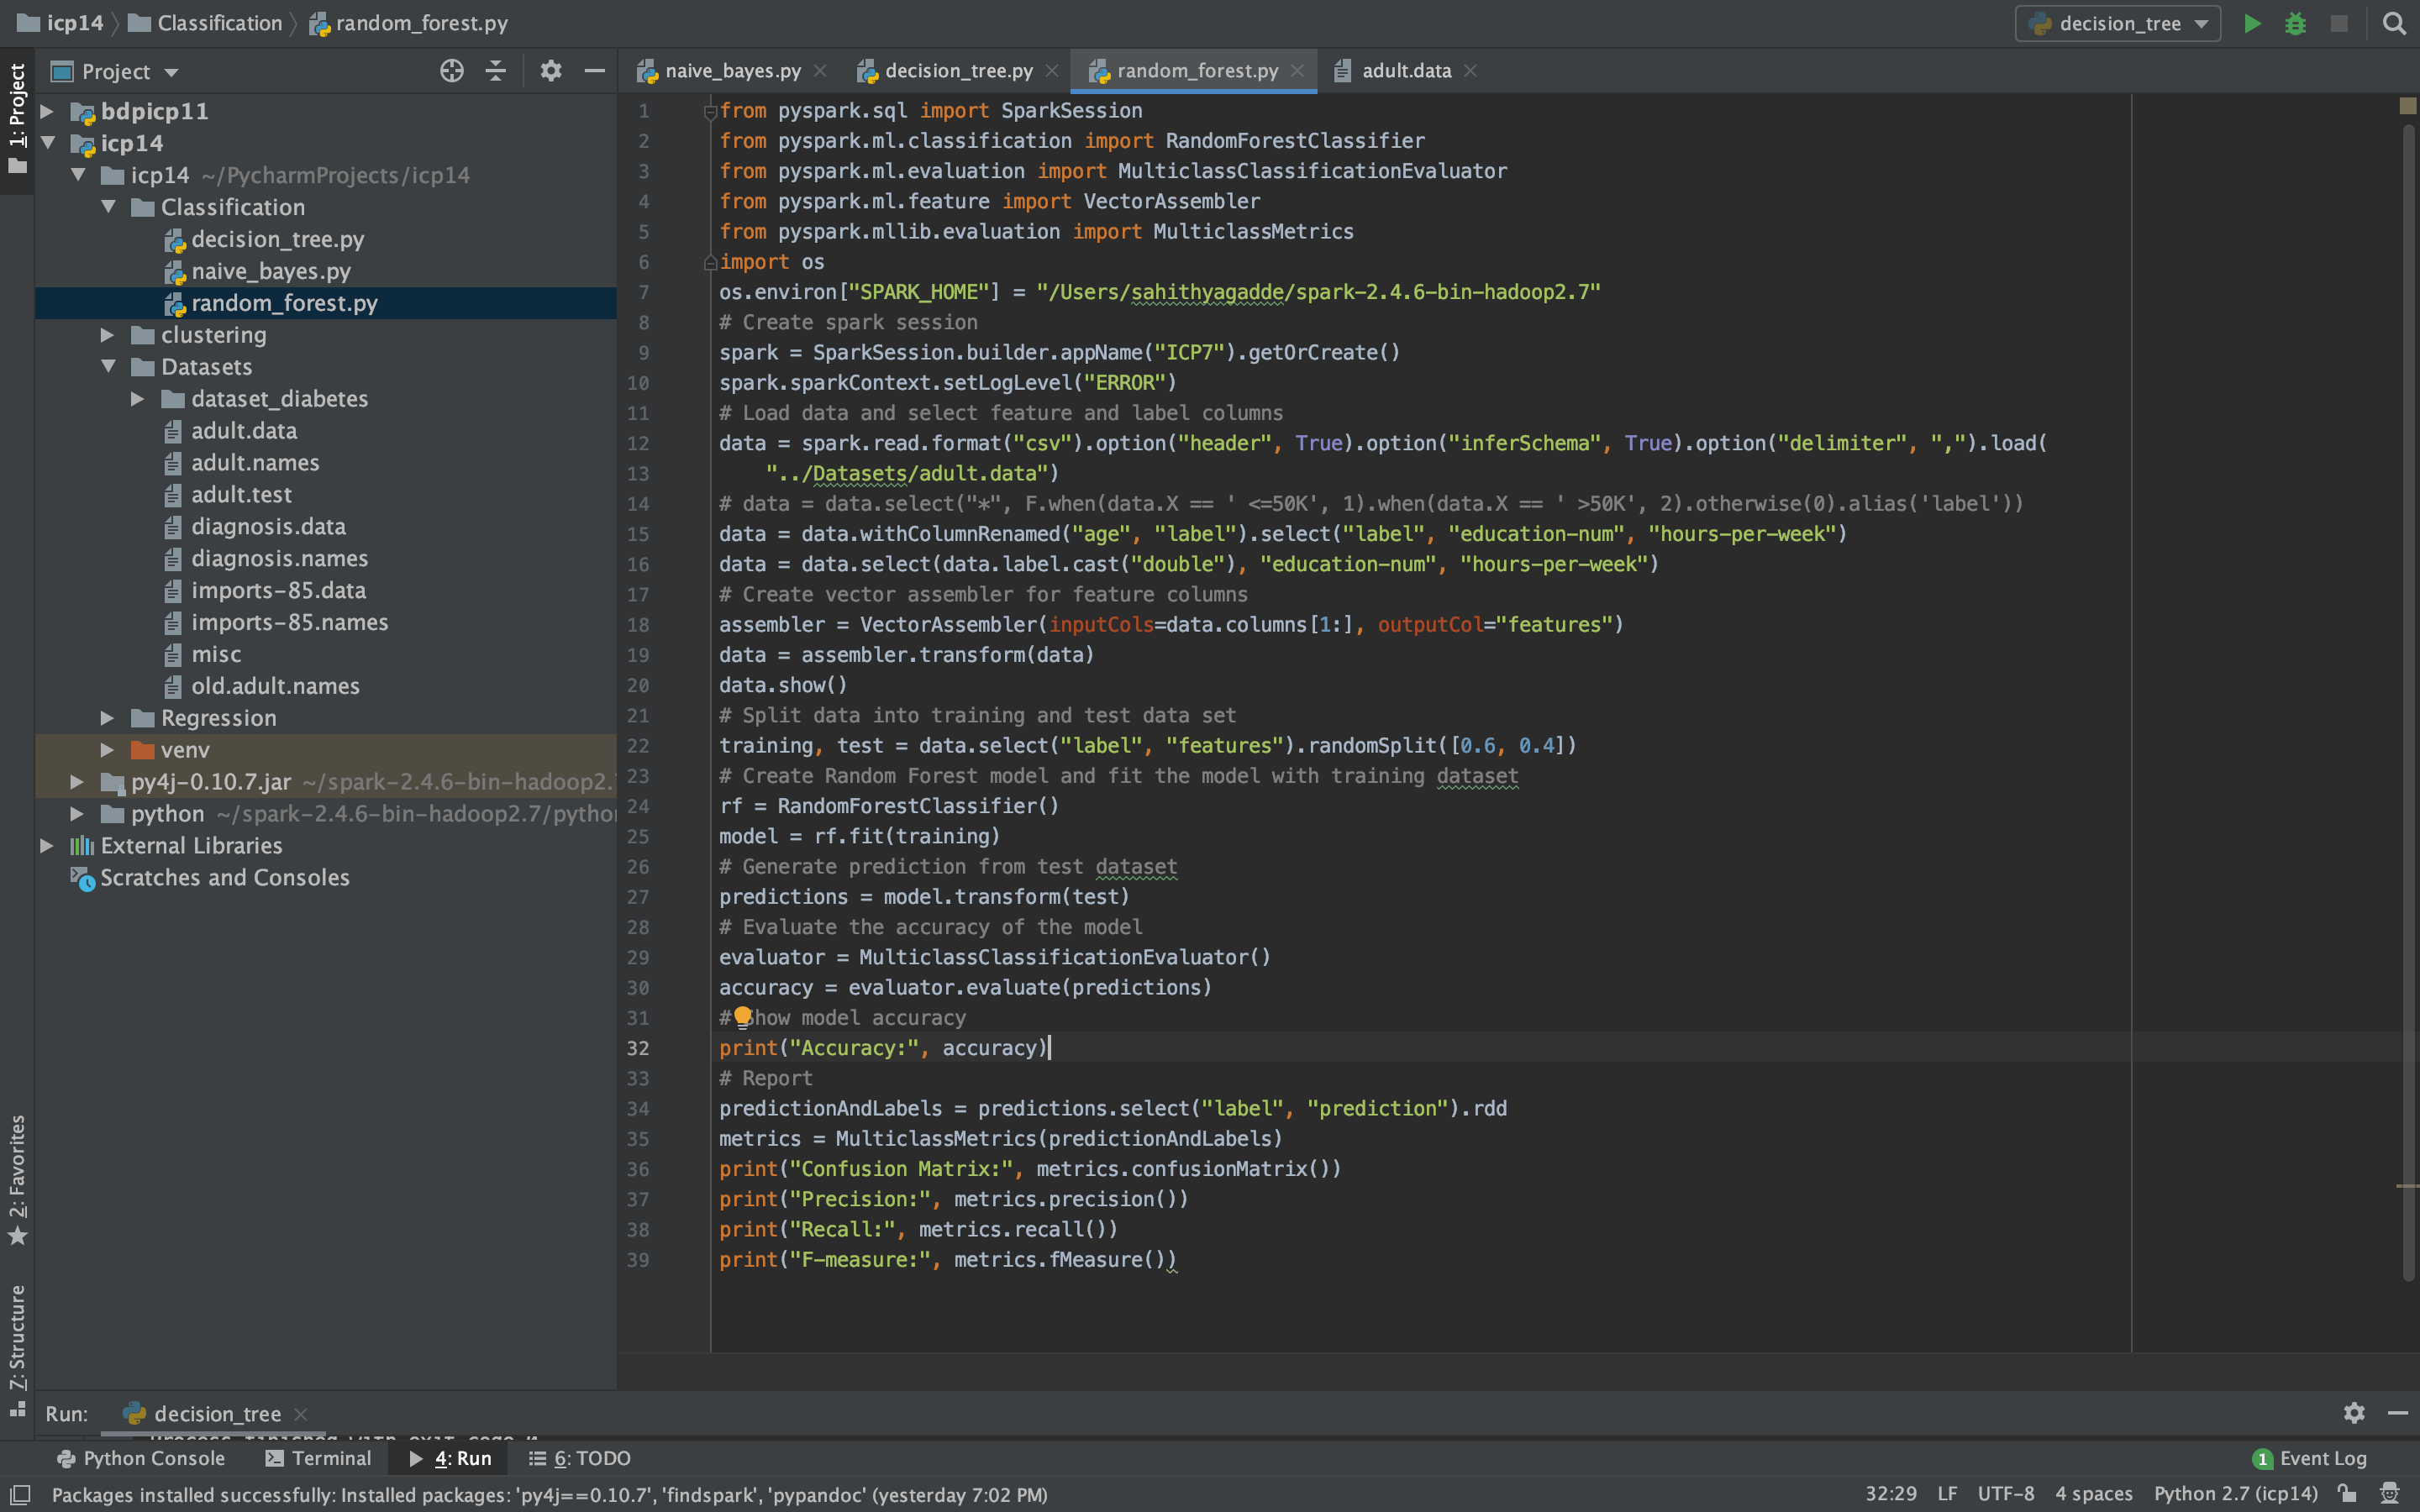 icp14 Classification random_forest.py decision_tree
Project
naive_bayes.py decision_tree.py random_forest.py adult.data
1: Project
2: Favorites
7: Structure
bdpicp11
icp14
icp14 ~/PycharmProjects/icp14
Classification
decision_tree.py
naive_bayes.py
random_forest.py
clustering
Datasets
dataset_diabetes
adult.data
adult.names
adult.test
diagnosis.data
diagnosis.names
imports-85.data
imports-85.names
misc
old.adult.names
Regression
venv
py4j-0.10.7.jar ~/spark-2.4.6-bin-hadoop2.
python ~/spark-2.4.6-bin-hadoop2.7/pytho
External Libraries
Scratches and Consoles
1 from pyspark.sql import SparkSession
2 from pyspark.ml.classification import RandomForestClassifier
3 from pyspark.ml.evaluation import MulticlassClassificationEvaluator
4 from pyspark.ml.feature import VectorAssembler
5 from pyspark.mllib.evaluation import MulticlassMetrics
6 import os
7 os.environ["SPARK_HOME"] = "/Users/sahithyagadde/spark-2.4.6-bin-hadoop2.7"
8 # Create spark session
9 spark = SparkSession.builder.appName("ICP7").getOrCreate()
10 spark.sparkContext.setLogLevel("ERROR")
11 # Load data and select feature and label columns
12 data = spark.read.format("csv").option("header", True).option("inferSchema", True).option("delimiter", ",").load(
13     "../Datasets/adult.data")
14 # data = data.select("*", F.when(data.X == ' <=50K', 1).when(data.X == ' >50K', 2).otherwise(0).alias('label'))
15 data = data.withColumnRenamed("age", "label").select("label", "education-num", "hours-per-week")
16 data = data.select(data.label.cast("double"), "education-num", "hours-per-week")
17 # Create vector assembler for feature columns
18 assembler = VectorAssembler(inputCols=data.columns[1:], outputCol="features")
19 data = assembler.transform(data)
20 data.show()
21 # Split data into training and test data set
22 training, test = data.select("label", "features").randomSplit([0.6, 0.4])
23 # Create Random Forest model and fit the model with training dataset
24 rf = RandomForestClassifier()
25 model = rf.fit(training)
26 # Generate prediction from test dataset
27 predictions = model.transform(test)
28 # Evaluate the accuracy of the model
29 evaluator = MulticlassClassificationEvaluator()
30 accuracy = evaluator.evaluate(predictions)
31 # Show model accuracy
32 print("Accuracy:", accuracy)
33 # Report
34 predictionAndLabels = predictions.select("label", "prediction").rdd
35 metrics = MulticlassMetrics(predictionAndLabels)
36 print("Confusion Matrix:", metrics.confusionMatrix())
37 print("Precision:", metrics.precision())
38 print("Recall:", metrics.recall())
39 print("F-measure:", metrics.fMeasure())
Run: decision_tree
Python Console Terminal 4: Run 6: TODO 1 Event Log
Packages installed successfully: Installed packages: 'py4j==0.10.7', 'findspark', 'pypandoc' (yesterday 7:02 PM) 32:29 LF UTF-8 4 spaces Python 2.7 (icp14)